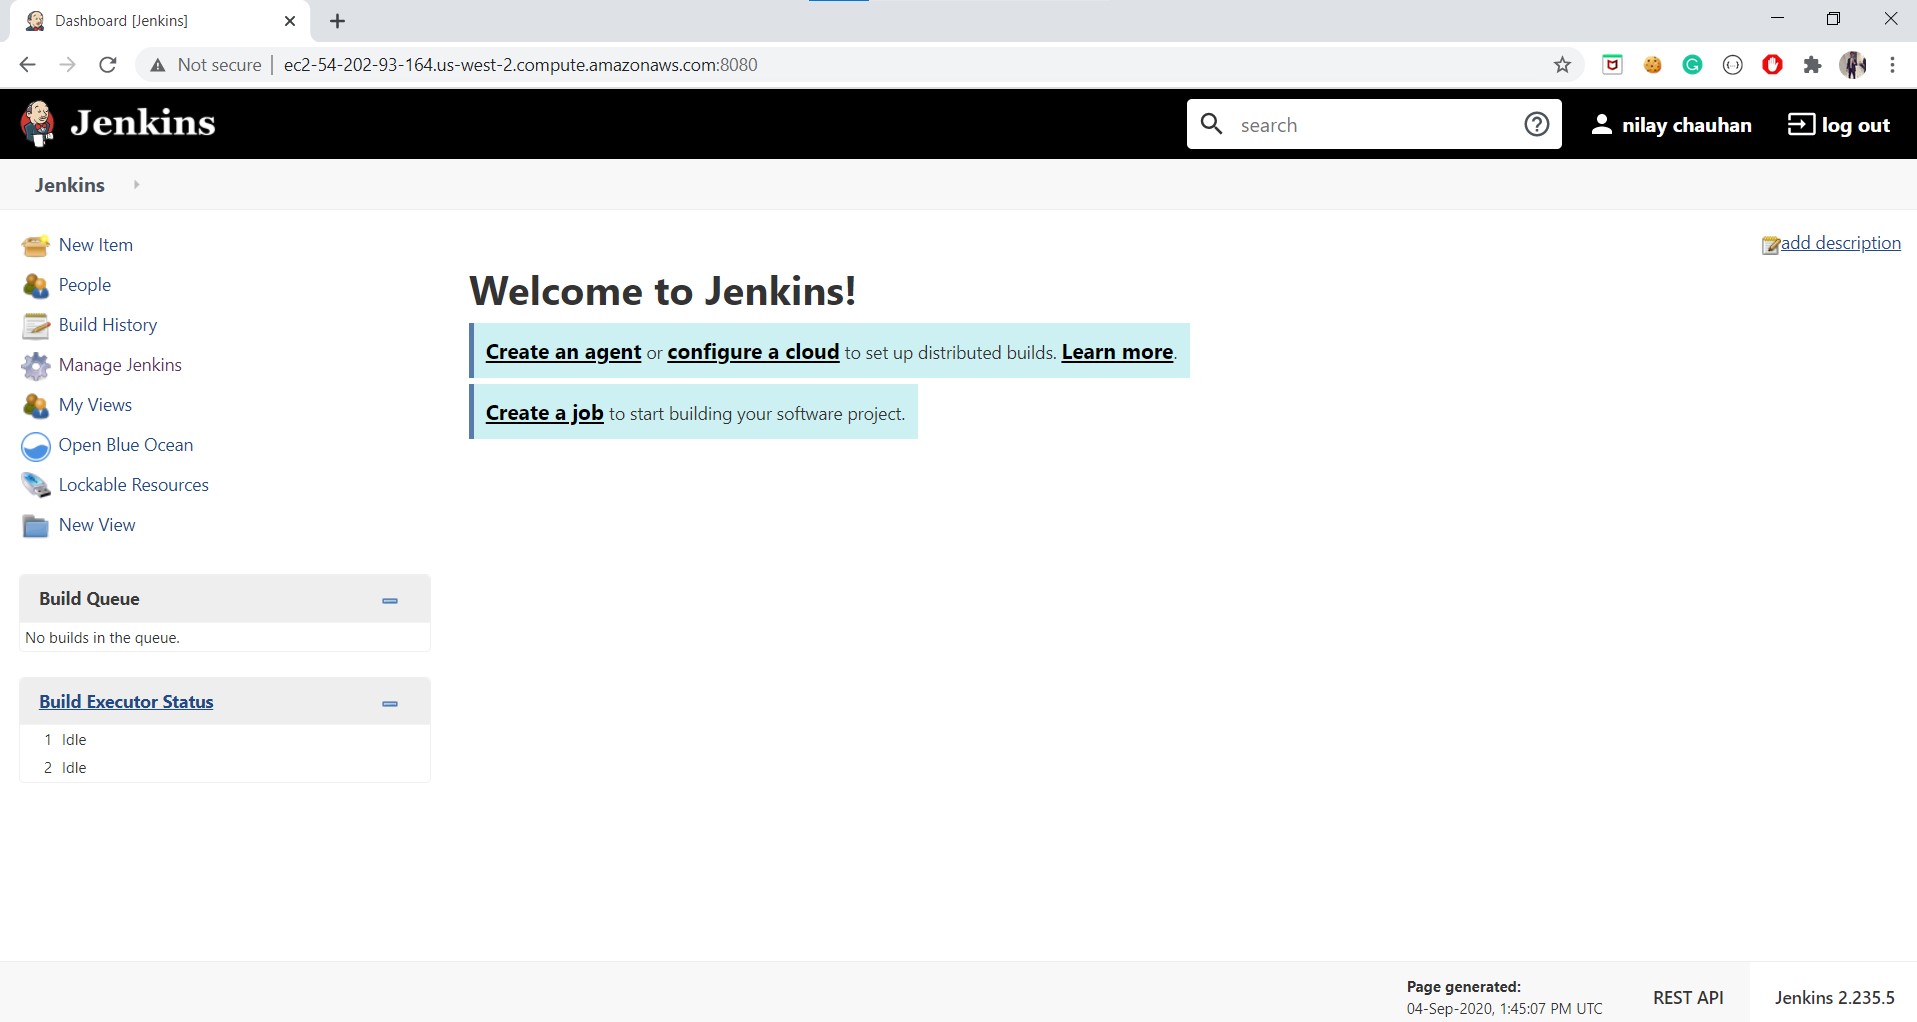 Dashboard [Jenkins]
Not secure | ec2-54-202-93-164.us-west-2.compute.amazonaws.com:8080
Jenkins
search
nilay chauhan
log out
Jenkins
New Item
People
Build History
Manage Jenkins
My Views
Open Blue Ocean
Lockable Resources
New View
add description
Welcome to Jenkins!
Create an agent or configure a cloud to set up distributed builds. Learn more.
Create a job to start building your software project.
Build Queue
No builds in the queue.
Build Executor Status
1 Idle
2 Idle
Page generated:
04-Sep-2020, 1:45:07 PM UTC
REST API
Jenkins 2.235.5